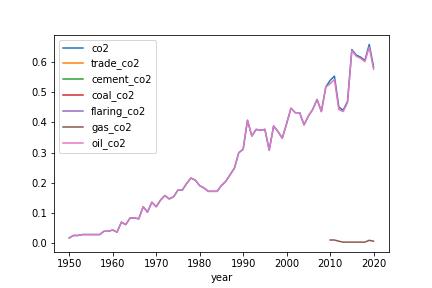 co2
trade_co2
cement_co2
coal_co2
flaring_co2
gas_co2
oil_co2
0.6
0.5
0.4
0.3
0.2
0.1
0.0
1950 1960 1970 1980 1990 2000 2010 2020
year